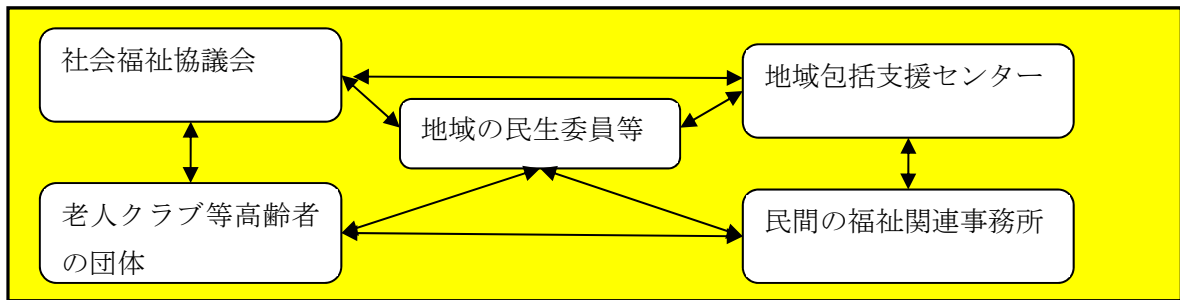 社会福祉協議会
地域包括支援センター
地域の民生委員等
老人クラブ等高齢者
の団体
民間の福祉関連事務所